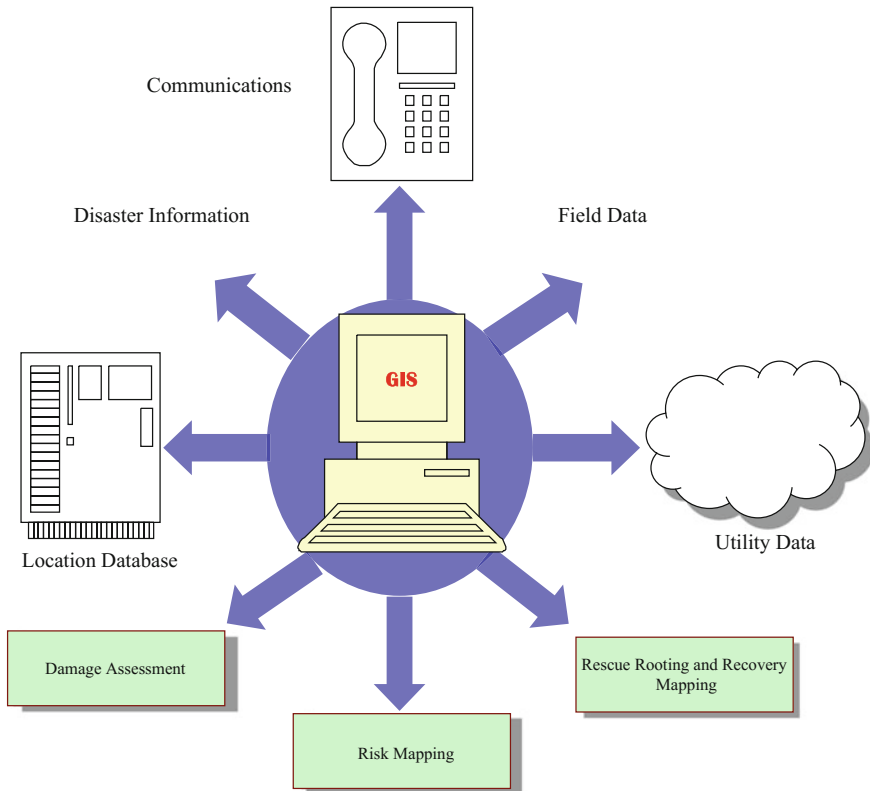 Communications
Disaster Information
Field Data
GIS
Location Database
Utility Data
Damage Assessment
Rescue Rooting and Recovery
Mapping
Risk Mapping